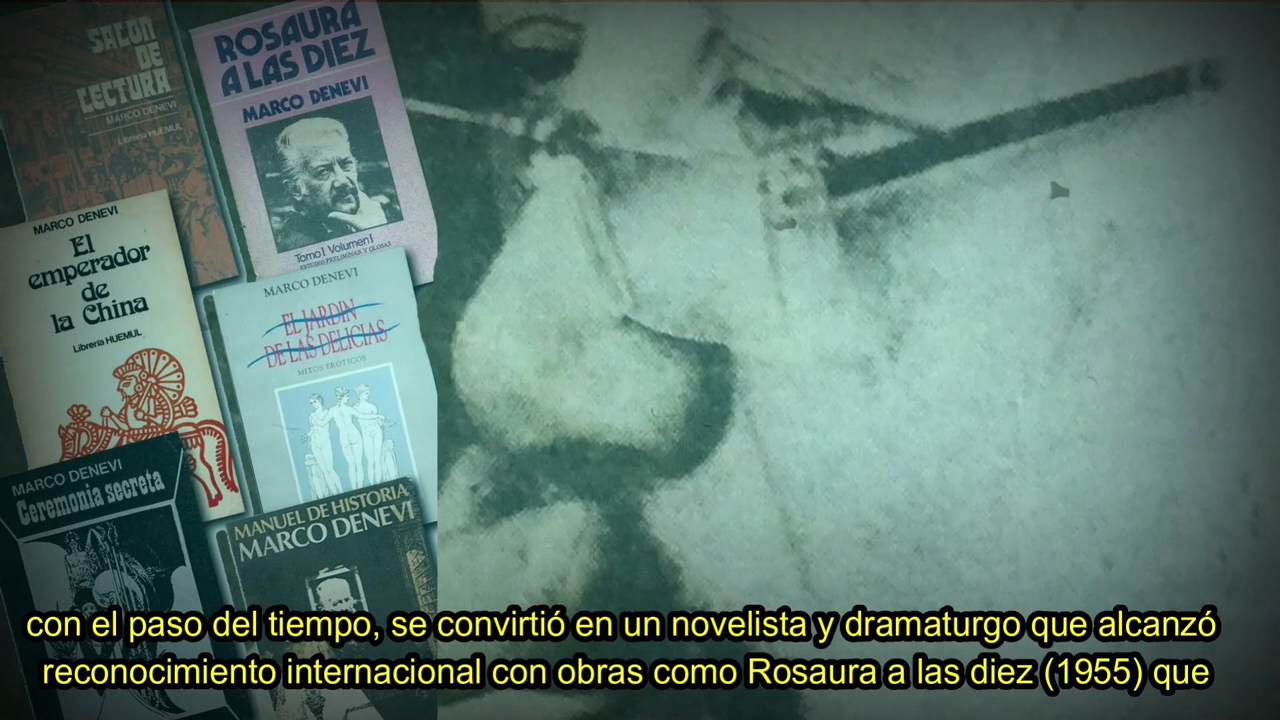 SALON
DE
LECTURA
MARCO DENEVI
Librería HUEMUL
ROSAURA
A LAS DIEZ
MARCO DENEVI
Tomo I Volumen I
ESTUDIO PRELIMINAR Y GLOSAS
MARCO DENEVI
El
emperador
de
la China
Librería HUEMUL
MARCO DENEVI
EL JARDIN
DE LAS DELICIAS
MITOS EROTICOS
MARCO DENEVI
Ceremonia secreta
MANUEL DE HISTORIA
MARCO DENEVI
con el paso del tiempo, se convirtió en un novelista y dramaturgo que alcanzó
reconocimiento internacional con obras como Rosaura a las diez (1955) que